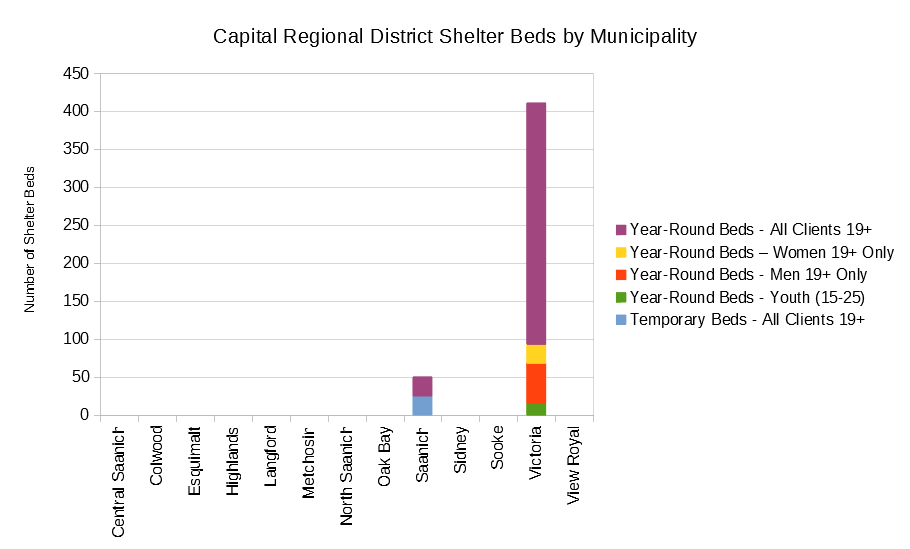 Capital Regional District Shelter Beds by Municipality
Number of Shelter Beds
450
400
350
300
250
200
150
100
50
0
Central Saanich
Colwood
Esquimalt
Highlands
Langford
Metchosin
North Saanich
Oak Bay
Saanich
Sidney
Sooke
Victoria
View Royal
Year-Round Beds - All Clients 19+
Year-Round Beds – Women 19+ Only
Year-Round Beds - Men 19+ Only
Year-Round Beds - Youth (15-25)
Temporary Beds - All Clients 19+